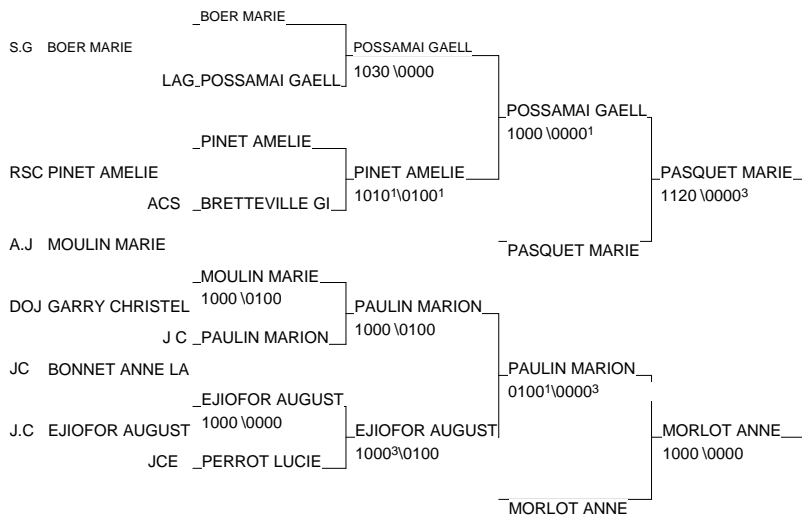 BOER MARIE
S.G BOER MARIE
POSSAMAI GAELL
LAG POSSAMAI GAELL
1030 \0000
POSSAMAI GAELL
1000 \0000¹
PINET AMELIE
RSC PINET AMELIE
PINET AMELIE
PASQUET MARIE
1010¹\0100¹
1120 \0000³
ACS BRETTEVILLE GI
A.J MOULIN MARIE
PASQUET MARIE
MOULIN MARIE
1000 \0100
DOJ GARRY CHRISTEL
PAULIN MARION
1000 \0100
J C PAULIN MARION
JC BONNET ANNE LA
PAULIN MARION
0100¹\0000³
EJIOFOR AUGUST
1000 \0000
J.C EJIOFOR AUGUST
EJIOFOR AUGUST
MORLOT ANNE
1000³\0100
1000 \0000
JCE PERROT LUCIE
MORLOT ANNE